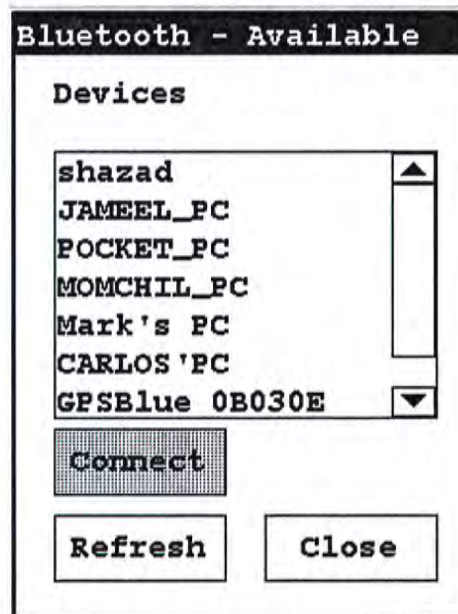 Bluetooth - Available
Devices
shazad
JAMEEL_PC
POCKET_PC
MOMCHIL_PC
Mark's PC
CARLOS'PC
GPSBlue 0B030E
Connect
Refresh Close